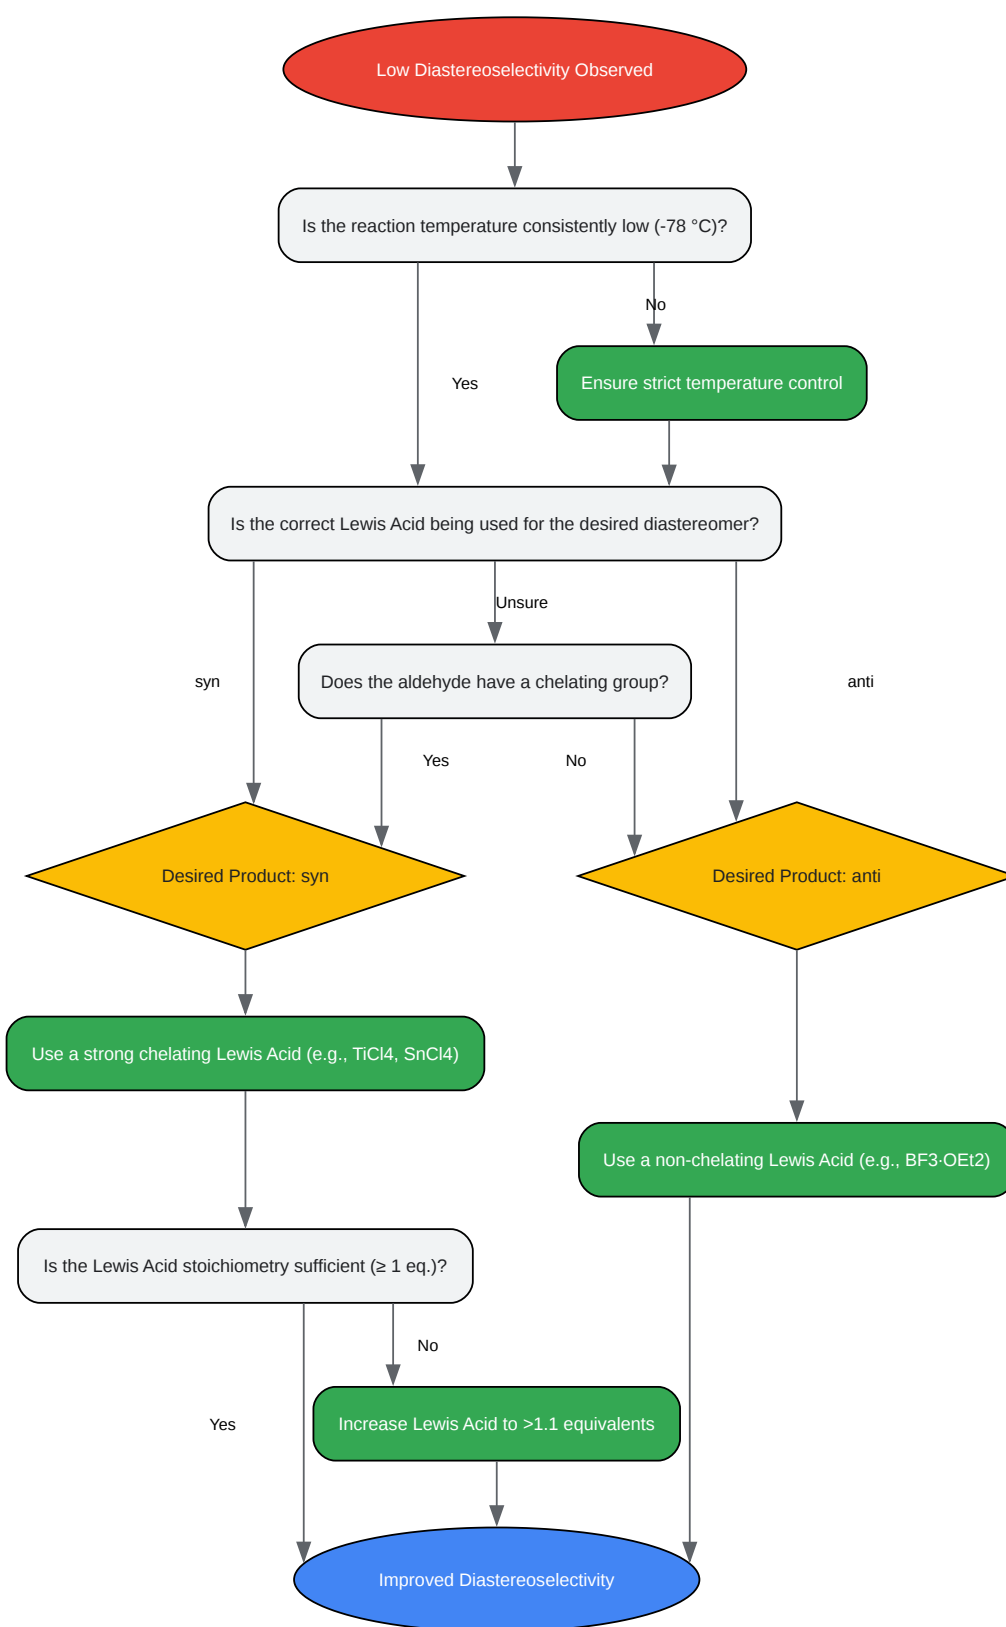 Low Diastereoselectivity Observed
Is the reaction temperature consistently low (-78 °C)?
No
Yes
Ensure strict temperature control
Is the correct Lewis Acid being used for the desired diastereomer?
Unsure
syn
Does the aldehyde have a chelating group?
anti
Yes
No
Desired Product: syn
Desired Product: anti
Use a strong chelating Lewis Acid (e.g., TiCl4, SnCl4)
Use a non-chelating Lewis Acid (e.g., BF3·OEt2)
Is the Lewis Acid stoichiometry sufficient (≥ 1 eq.)?
No
Yes
Increase Lewis Acid to >1.1 equivalents
Improved Diastereoselectivity